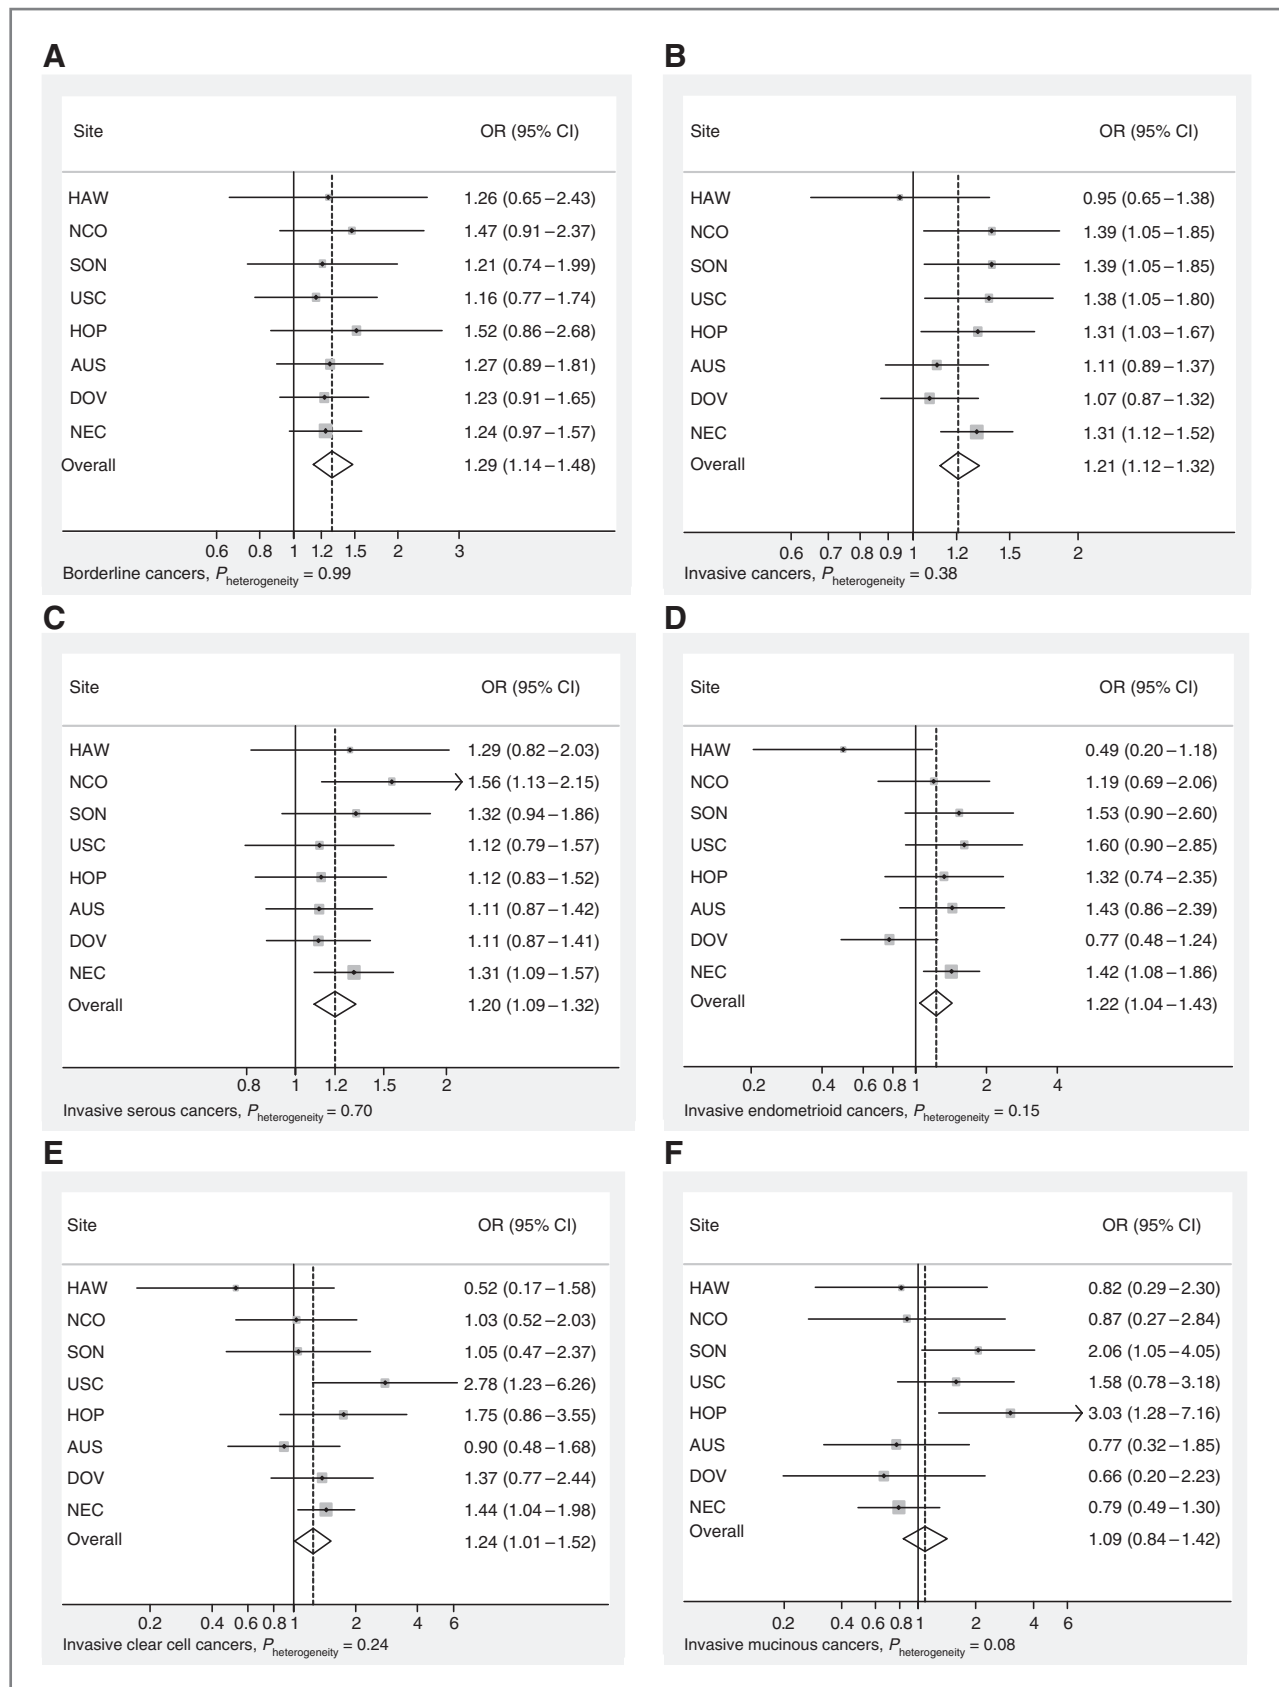 A
Site OR (95% CI)
HAW 1.26 (0.65–2.43)
NCO 1.47 (0.91–2.37)
SON 1.21 (0.74–1.99)
USC 1.16 (0.77–1.74)
HOP 1.52 (0.86–2.68)
AUS 1.27 (0.89–1.81)
DOV 1.23 (0.91–1.65)
NEC 1.24 (0.97–1.57)
Overall 1.29 (1.14–1.48)
0.6 0.8 1 1.2 1.5 2 3
Borderline cancers, Pheterogeneity = 0.99
B
Site OR (95% CI)
HAW 0.95 (0.65–1.38)
NCO 1.39 (1.05–1.85)
SON 1.39 (1.05–1.85)
USC 1.38 (1.05–1.80)
HOP 1.31 (1.03–1.67)
AUS 1.11 (0.89–1.37)
DOV 1.07 (0.87–1.32)
NEC 1.31 (1.12–1.52)
Overall 1.21 (1.12–1.32)
0.6 0.7 0.8 0.9 1 1.2 1.5 2
Invasive cancers, Pheterogeneity = 0.38
C
Site OR (95% CI)
HAW 1.29 (0.82–2.03)
NCO 1.56 (1.13–2.15)
SON 1.32 (0.94–1.86)
USC 1.12 (0.79–1.57)
HOP 1.12 (0.83–1.52)
AUS 1.11 (0.87–1.42)
DOV 1.11 (0.87–1.41)
NEC 1.31 (1.09–1.57)
Overall 1.20 (1.09–1.32)
0.8 1 1.2 1.5 2
Invasive serous cancers, Pheterogeneity = 0.70
D
Site OR (95% CI)
HAW 0.49 (0.20–1.18)
NCO 1.19 (0.69–2.06)
SON 1.53 (0.90–2.60)
USC 1.60 (0.90–2.85)
HOP 1.32 (0.74–2.35)
AUS 1.43 (0.86–2.39)
DOV 0.77 (0.48–1.24)
NEC 1.42 (1.08–1.86)
Overall 1.22 (1.04–1.43)
0.2 0.4 0.6 0.8 1 2 4
Invasive endometrioid cancers, Pheterogeneity = 0.15
E
Site OR (95% CI)
HAW 0.52 (0.17–1.58)
NCO 1.03 (0.52–2.03)
SON 1.05 (0.47–2.37)
USC 2.78 (1.23–6.26)
HOP 1.75 (0.86–3.55)
AUS 0.90 (0.48–1.68)
DOV 1.37 (0.77–2.44)
NEC 1.44 (1.04–1.98)
Overall 1.24 (1.01–1.52)
0.2 0.4 0.6 0.8 1 2 4 6
Invasive clear cell cancers, Pheterogeneity = 0.24
F
Site OR (95% CI)
HAW 0.82 (0.29–2.30)
NCO 0.87 (0.27–2.84)
SON 2.06 (1.05–4.05)
USC 1.58 (0.78–3.18)
HOP 3.03 (1.28–7.16)
AUS 0.77 (0.32–1.85)
DOV 0.66 (0.20–2.23)
NEC 0.79 (0.49–1.30)
Overall 1.09 (0.84–1.42)
0.2 0.4 0.6 0.8 1 2 4 6
Invasive mucinous cancers, Pheterogeneity = 0.08